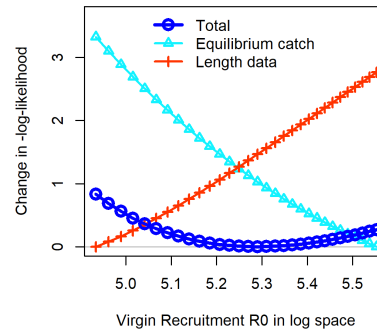 Total
Equilibrium catch
Length data
Change in -log-likelihood
3
2
1
0
5.0 5.1 5.2 5.3 5.4 5.5
Virgin Recruitment R0 in log space